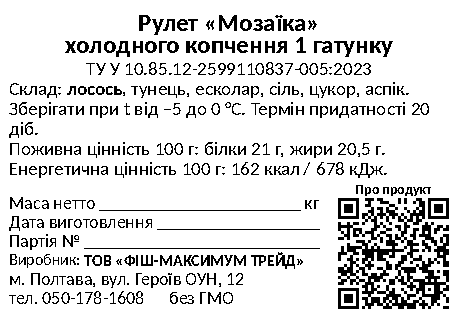 Рулет «Мозаїка»
холодного копчення 1 гатунку
ТУ У 10.85.12-2599110837-005:2023
Склад: лосось, тунець, есколар, сіль, цукор, аспік.
Зберігати при t від –5 до 0 °С. Термін придатності 20
діб.
Поживна цінність 100 г: білки 21 г, жири 20,5 г.
Енергетична цінність 100 г: 162 ккал / 678 кДж.
Про продукт
Маса нетто ________________________ кг
Дата виготовлення ____________________
Партія № ____________________________
Виробник: ТОВ «ФІШ-МАКСИМУМ ТРЕЙД»
м. Полтава, вул. Героїв ОУН, 12
тел. 050-178-1608 без ГМО